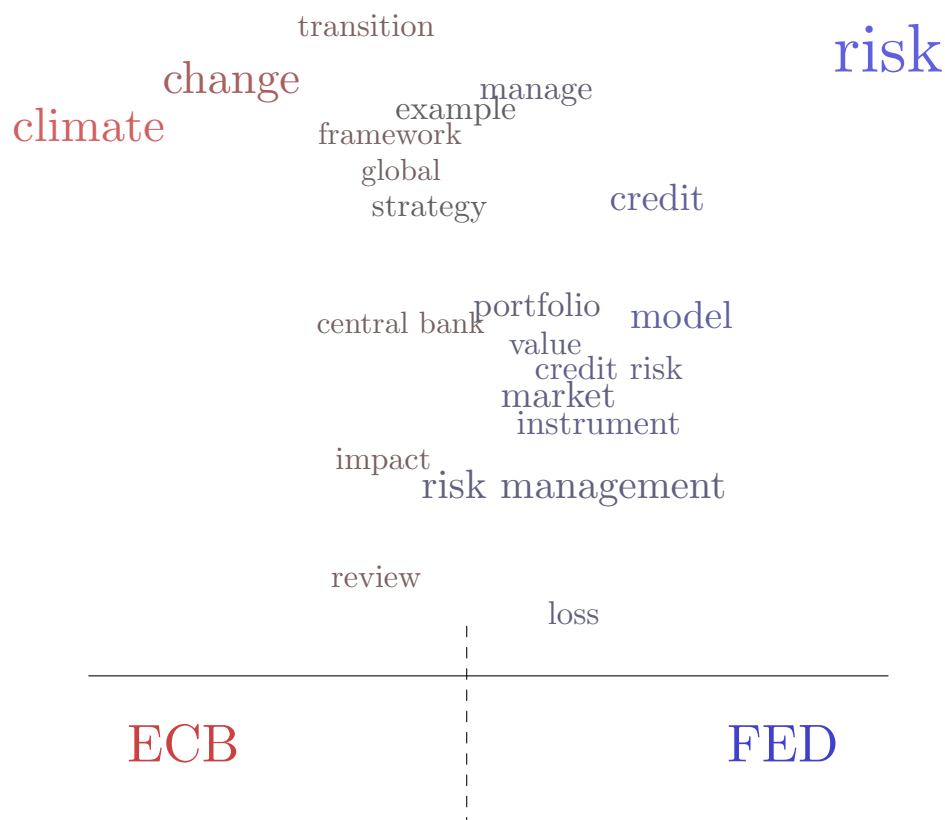 transition
risk
change
manage
example
climate
framework
global
credit
strategy
portfolio
model
central bank
value
credit risk
market
instrument
impact
risk management
review
loss
ECB
FED